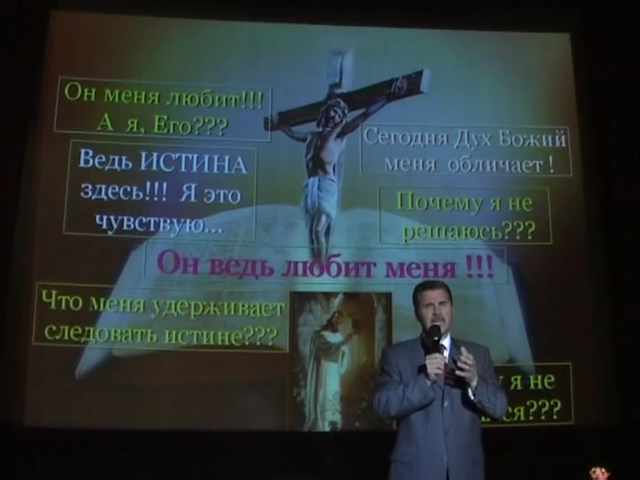 Он меня любит!!!
А я, Его???
Сегодня Дух Божий
меня обличает !
Ведь ИСТИНА
здесь!!! Я это
чувствую...
Почему я не
решаюсь???
Он ведь любит меня !!!
Что меня удерживает
следовать истине???
я не